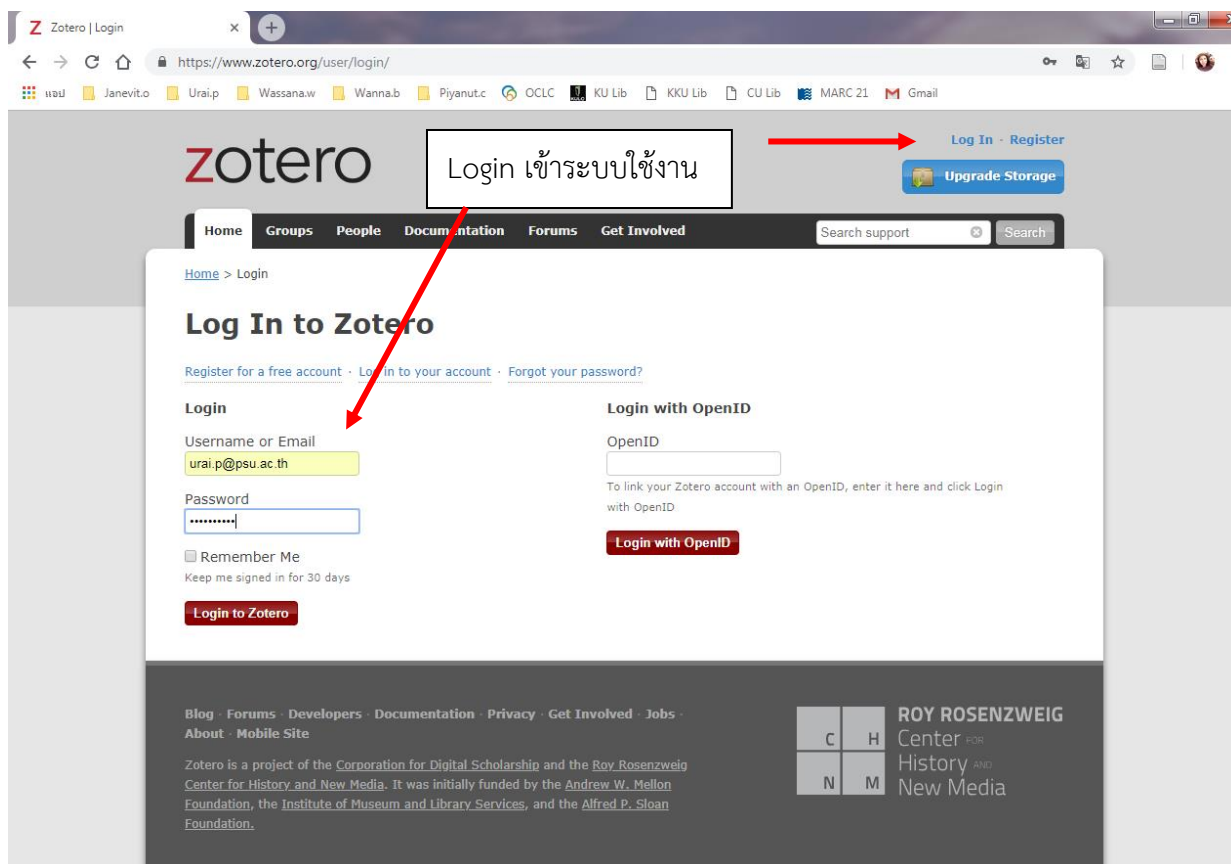 Zotero | Login
https://www.zotero.org/user/login/
แอป Janevit.o Urai.p Wassana.w Wanna.b Piyanut.c OCLC KU Lib KKU Lib CU Lib MARC 21 Gmail
Log In · Register
zotero
Login เข้าระบบใช้งาน
Upgrade Storage
Home Groups People Documentation Forums Get Involved Search support Search
Home > Login
Log In to Zotero
Register for a free account · Log in to your account · Forgot your password?
Login
Login with OpenID
Username or Email
OpenID
urai.p@psu.ac.th
To link your Zotero account with an OpenID, enter it here and click Login
with OpenID
Password
••••••••••
Login with OpenID
Remember Me
Keep me signed in for 30 days
Login to Zotero
Blog · Forums · Developers · Documentation · Privacy · Get Involved · Jobs ·
About · Mobile Site
Zotero is a project of the Corporation for Digital Scholarship and the Roy Rosenzweig
Center for History and New Media. It was initially funded by the Andrew W. Mellon
Foundation, the Institute of Museum and Library Services, and the Alfred P. Sloan
Foundation.
C H
N M
ROY ROSENZWEIG
Center FOR
History AND
New Media